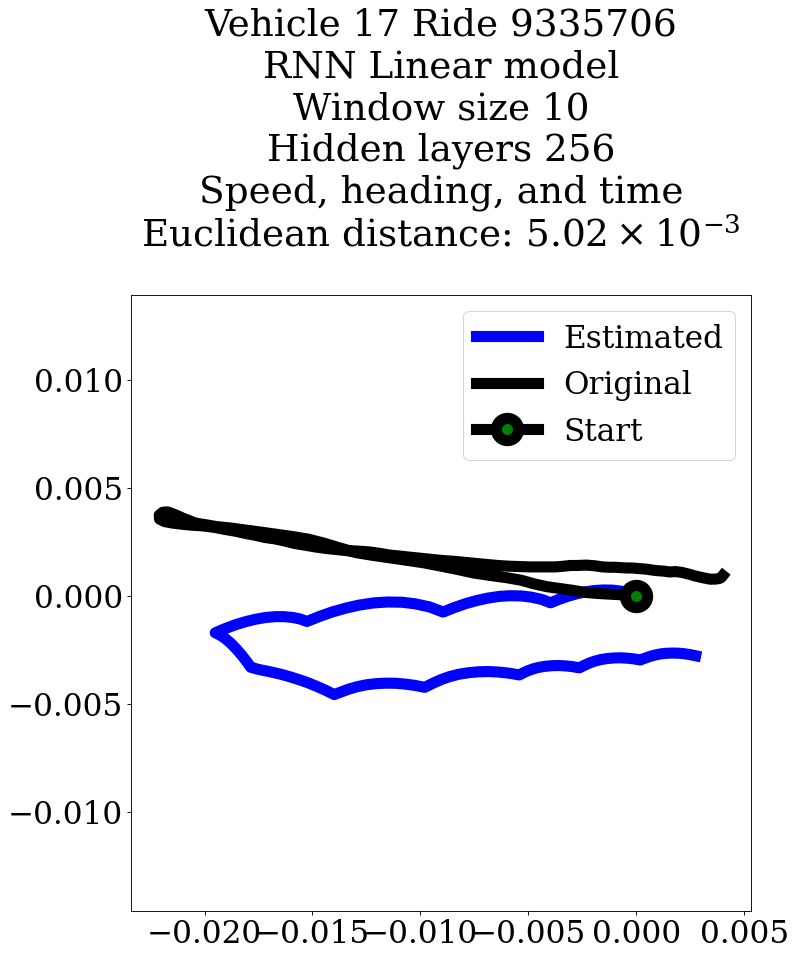 Vehicle 17 Ride 9335706
RNN Linear model
Window size 10
Hidden layers 256
Speed, heading, and time
Euclidean distance: 5.02 × 10⁻³
Estimated
Original
Start
0.010
0.005
0.000
−0.005
−0.010
−0.020 −0.015 −0.010 −0.005 0.000 0.005